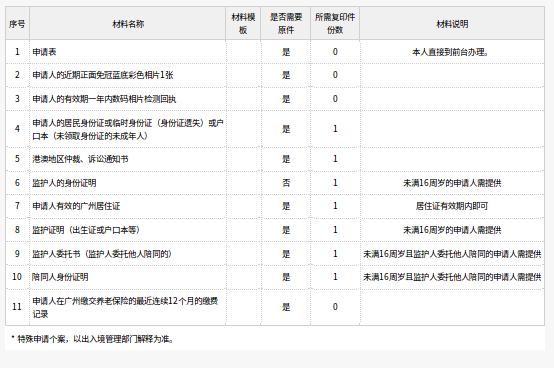 序号 材料名称 材料模板 是否需要原件 所需复印件份数 材料说明
1 申请表 是 0 本人直接到前台办理。
2 申请人的近期正面免冠蓝底彩色相片1张 是 0
3 申请人的有效期一年内数码相片检测回执 是 0
4 申请人的居民身份证或临时身份证（身份证遗失）或户 是 1
口本（未领取身份证的未成年人）
5 港澳地区仲裁、诉讼通知书 是 1
6 监护人的身份证明 否 1 未满16周岁的申请人需提供
7 申请人有效的广州居住证 是 1 居住证有效期内即可
8 监护证明（出生证或户口本等） 是 1 未满16周岁的申请人需提供
9 监护人委托书（监护人委托他人陪同的） 是 1 未满16周岁且监护人委托他人陪同的申请人需提供
10 陪同人身份证明 是 1 未满16周岁且监护人委托他人陪同的申请人需提供
11 申请人在广州缴交养老保险的最近连续12个月的缴费 是 0
记录
* 特殊申请个案，以出入境管理部门解释为准。